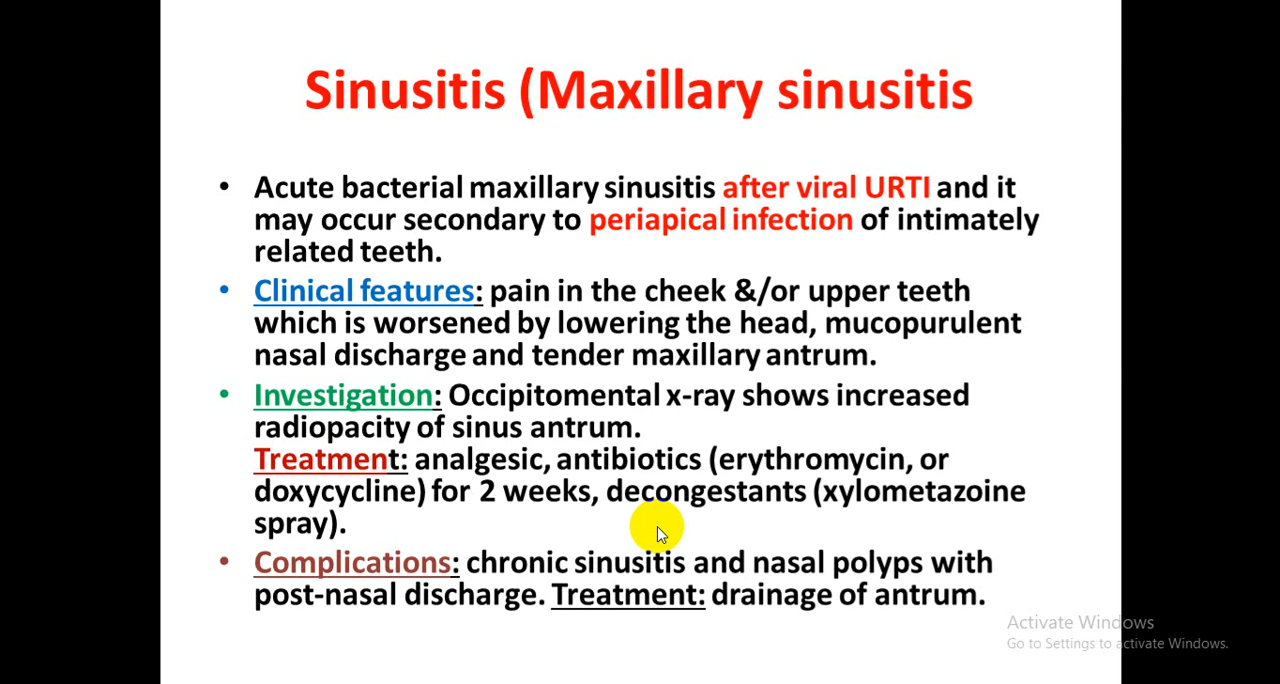 Sinusitis (Maxillary sinusitis
• Acute bacterial maxillary sinusitis after viral URTI and it
may occur secondary to periapical infection of intimately
related teeth.
• Clinical features: pain in the cheek &/or upper teeth
which is worsened by lowering the head, mucopurulent
nasal discharge and tender maxillary antrum.
• Investigation: Occipitomental x-ray shows increased
radiopacity of sinus antrum.
Treatment: analgesic, antibiotics (erythromycin, or
doxycycline) for 2 weeks, decongestants (xylometazoine
spray).
• Complications: chronic sinusitis and nasal polyps with
post-nasal discharge. Treatment: drainage of antrum.
Activate Windows
Go to Settings to activate Windows.